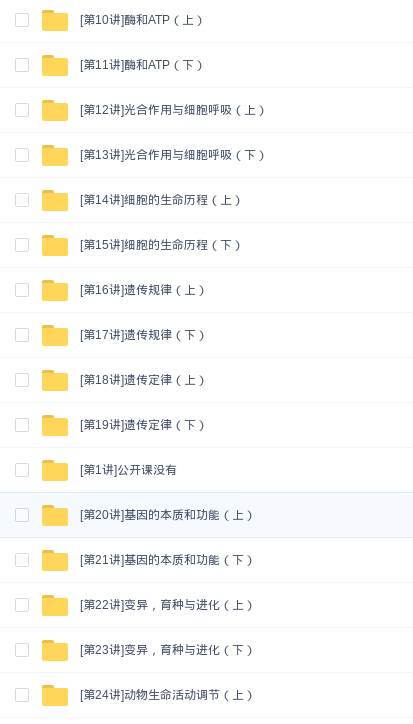 [第10讲]酶和ATP（上）
[第11讲]酶和ATP（下）
[第12讲]光合作用与细胞呼吸（上）
[第13讲]光合作用与细胞呼吸（下）
[第14讲]细胞的生命历程（上）
[第15讲]细胞的生命历程（下）
[第16讲]遗传规律（上）
[第17讲]遗传规律（下）
[第18讲]遗传定律（上）
[第19讲]遗传定律（下）
[第1讲]公开课没有
[第20讲]基因的本质和功能（上）
[第21讲]基因的本质和功能（下）
[第22讲]变异，育种与进化（上）
[第23讲]变异，育种与进化（下）
[第24讲]动物生命活动调节（上）